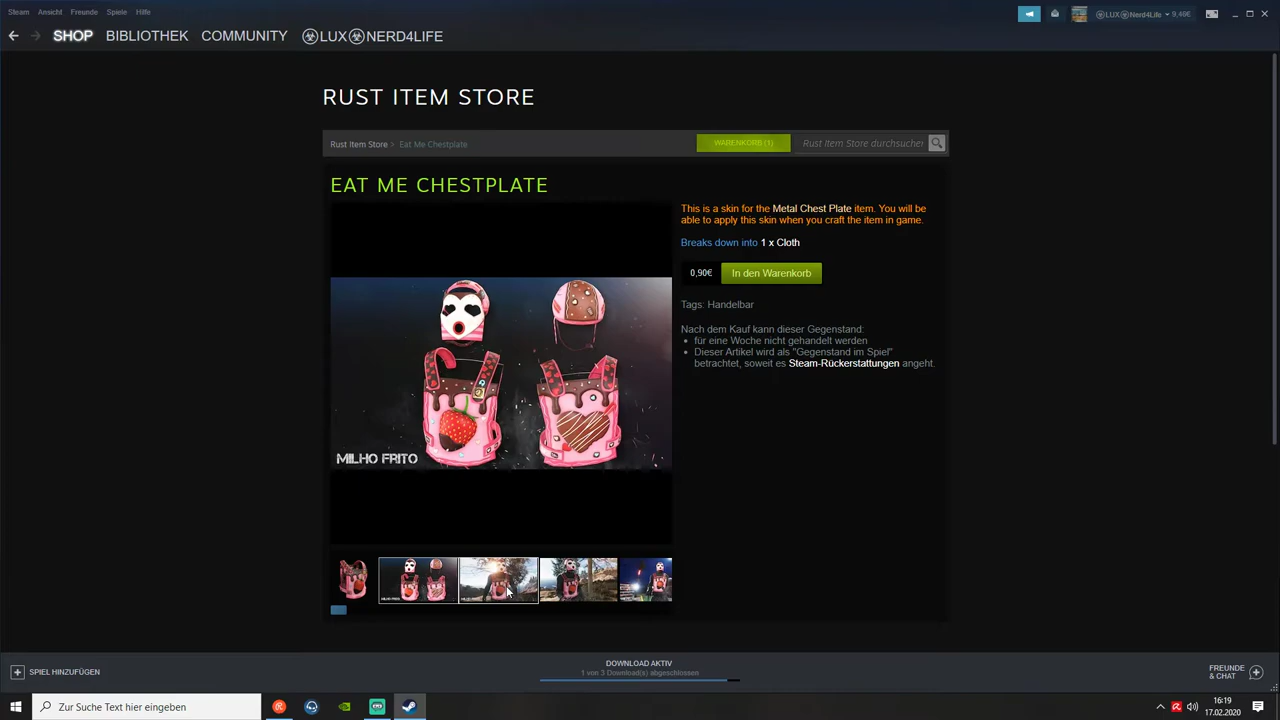 Steam Ansicht Freunde Spiele Hilfe
LUX Nerd4Life 9,48€
SHOP BIBLIOTHEK COMMUNITY LUX NERD4LIFE
RUST ITEM STORE
Rust Item Store > Eat Me Chestplate
WARENKORB (1)
Rust Item Store durchsuchen
EAT ME CHESTPLATE
This is a skin for the Metal Chest Plate item. You will be
able to apply this skin when you craft the item in game.
Breaks down into 1 x Cloth
0,90€ In den Warenkorb
Tags: Handelbar
Nach dem Kauf kann dieser Gegenstand:
• für eine Woche nicht gehandelt werden
• Dieser Artikel wird als "Gegenstand im Spiel"
betrachtet, soweit es Steam-Rückerstattungen angeht.
MILHO FRITO
SPIEL HINZUFÜGEN
DOWNLOAD AKTIV
1 von 3 Download(s) abgeschlossen
FREUNDE
& CHAT
Zur Suche Text hier eingeben
16:19
17.02.2020